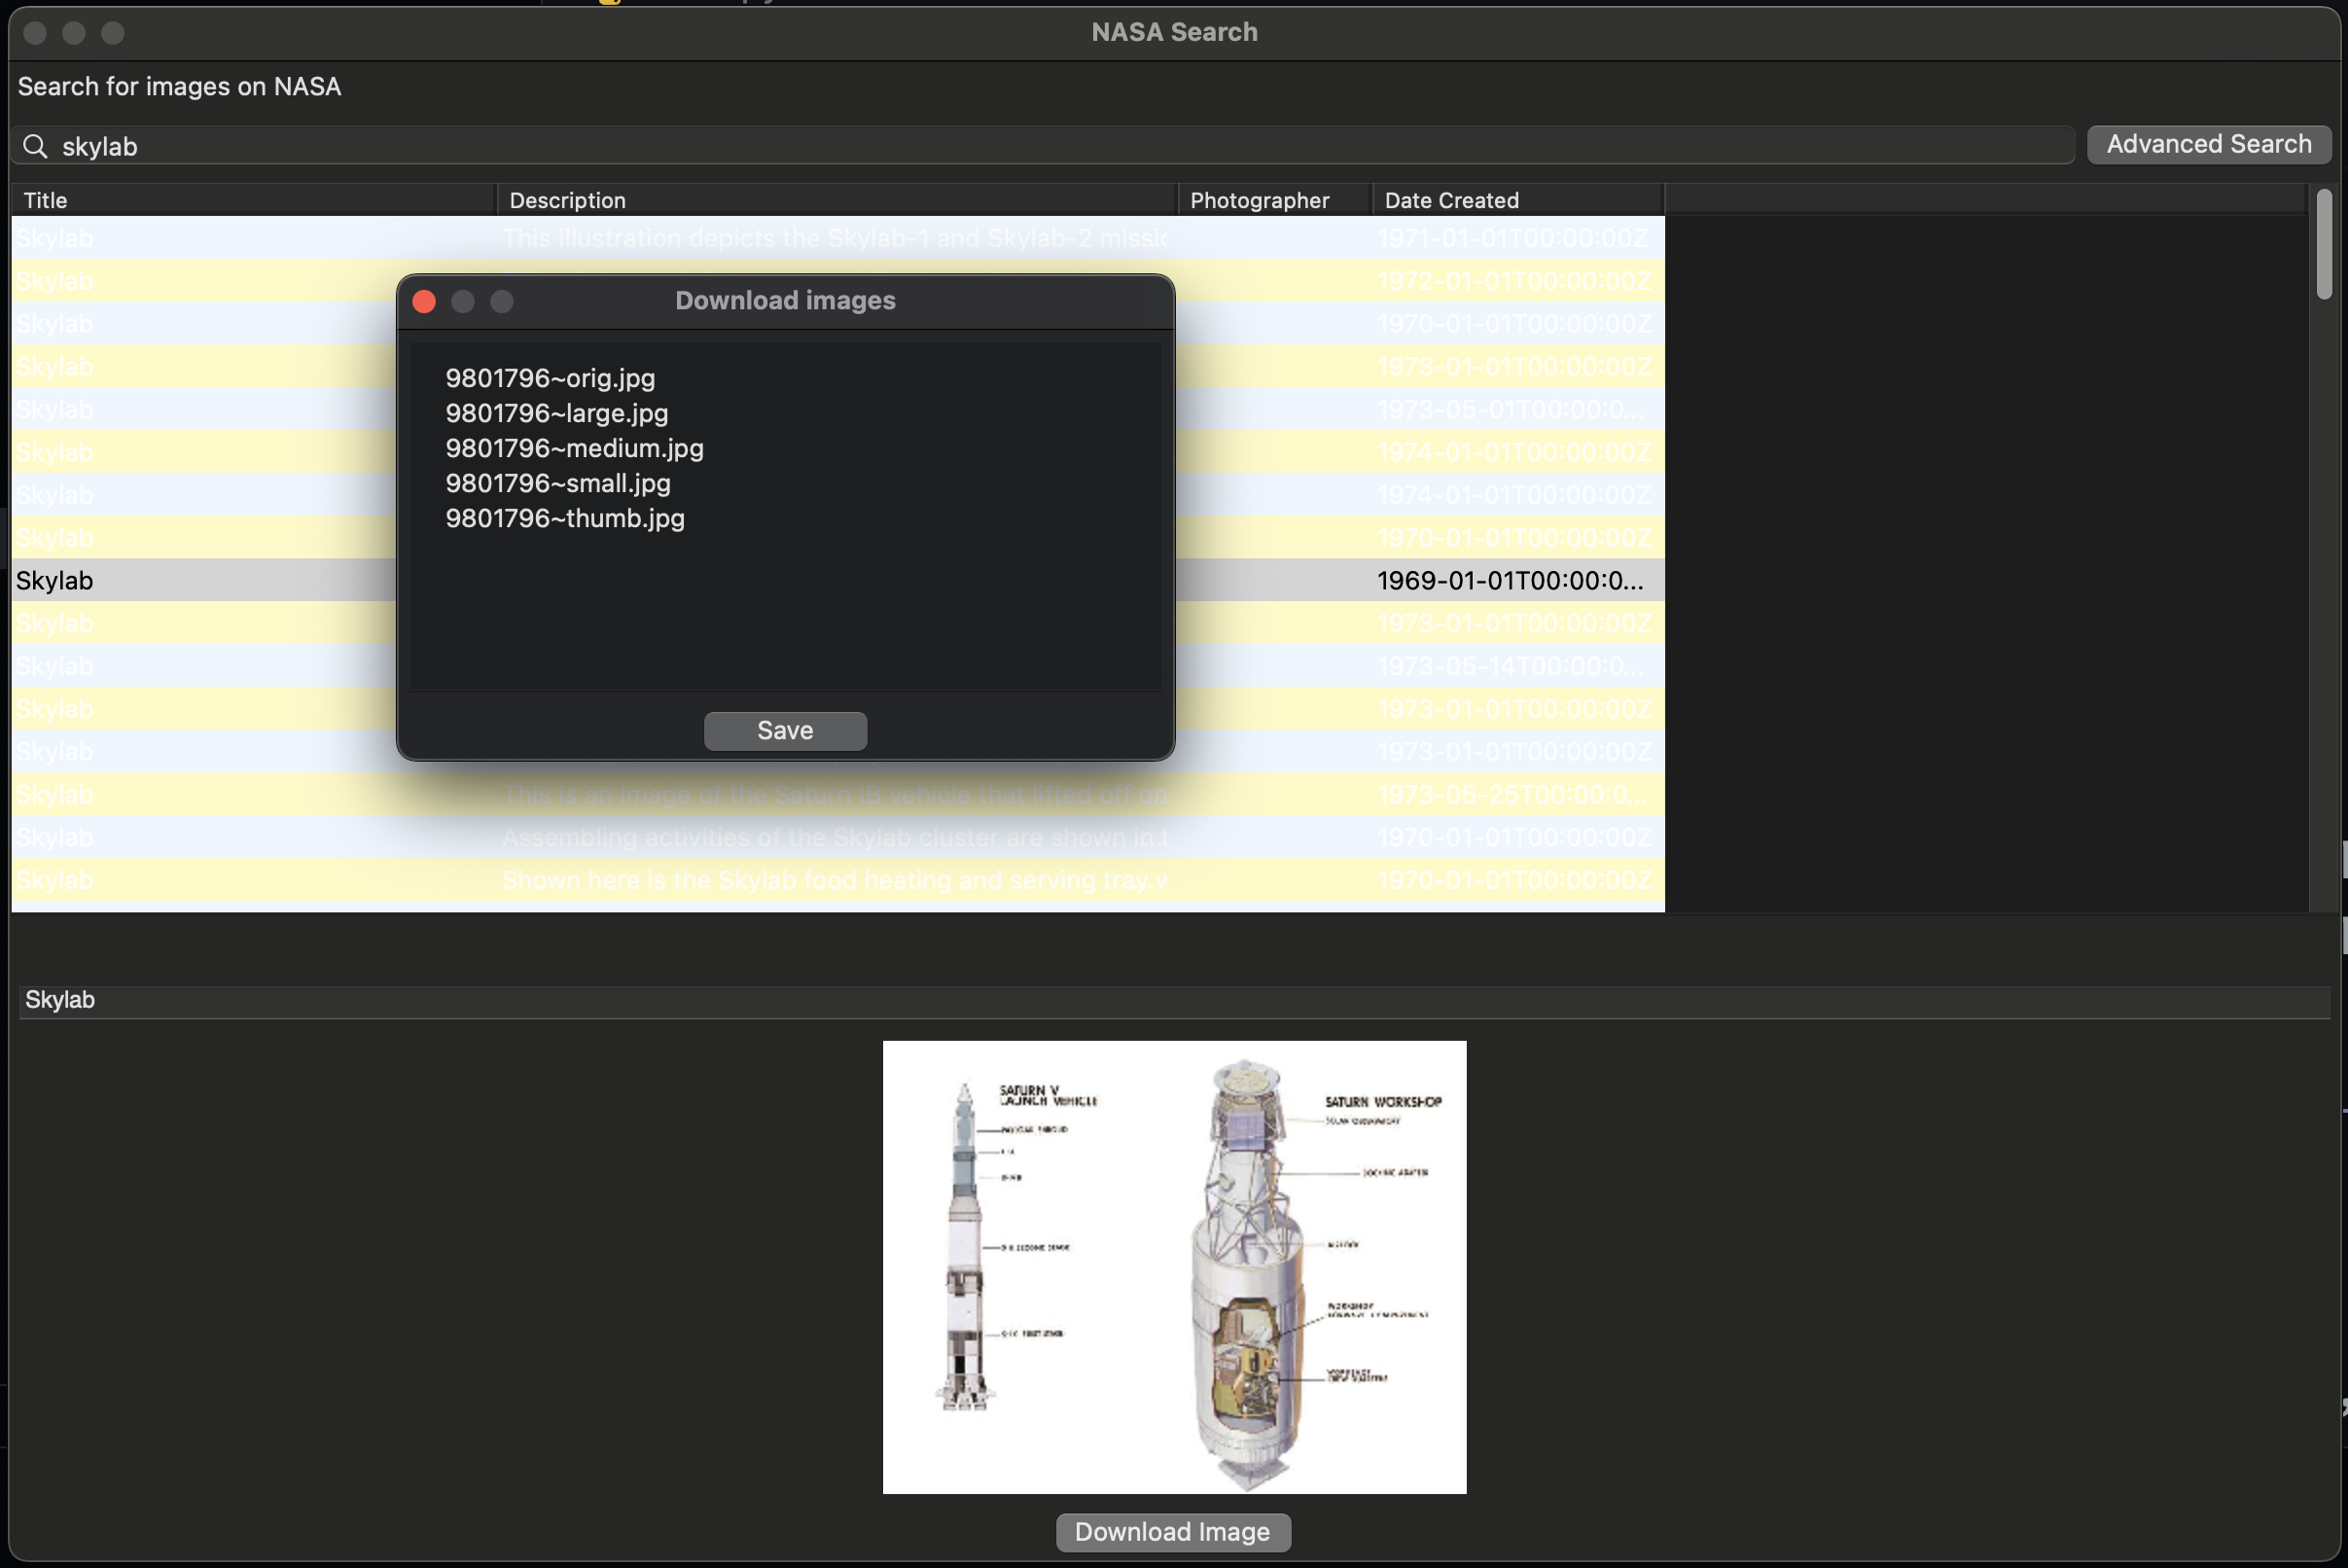 NASA Search
Search for images on NASA
skylab
Advanced Search
Title Description Photographer Date Created
Skylab This illustration depicts the Skylab-1 and Skylab-2 missic 1971-01-01T00:00:00Z
Skylab 1972-01-01T00:00:00Z
Skylab 1970-01-01T00:00:00Z
Skylab 1973-01-01T00:00:00Z
Skylab 1973-05-01T00:00:0...
Skylab 1974-01-01T00:00:00Z
Skylab 1974-01-01T00:00:00Z
Skylab 1970-01-01T00:00:00Z
Skylab 1969-01-01T00:00:0...
Skylab 1973-01-01T00:00:00Z
Skylab 1973-05-14T00:00:0...
Skylab 1973-01-01T00:00:00Z
Skylab 1973-01-01T00:00:00Z
Skylab This is an image of the Saturn IB vehicle that lifted off on 1973-05-25T00:00:0...
Skylab Assembling activities of the Skylab cluster are shown in t 1970-01-01T00:00:00Z
Skylab Shown here is the Skylab food heating and serving tray v 1970-01-01T00:00:00Z
Download images
9801796~orig.jpg
9801796~large.jpg
9801796~medium.jpg
9801796~small.jpg
9801796~thumb.jpg
Save
Skylab
SATURN V
LAUNCH VEHICLE
SATURN WORKSHOP
SOLAR OBSERVATORY
DOCKING ADAPTER
Download Image